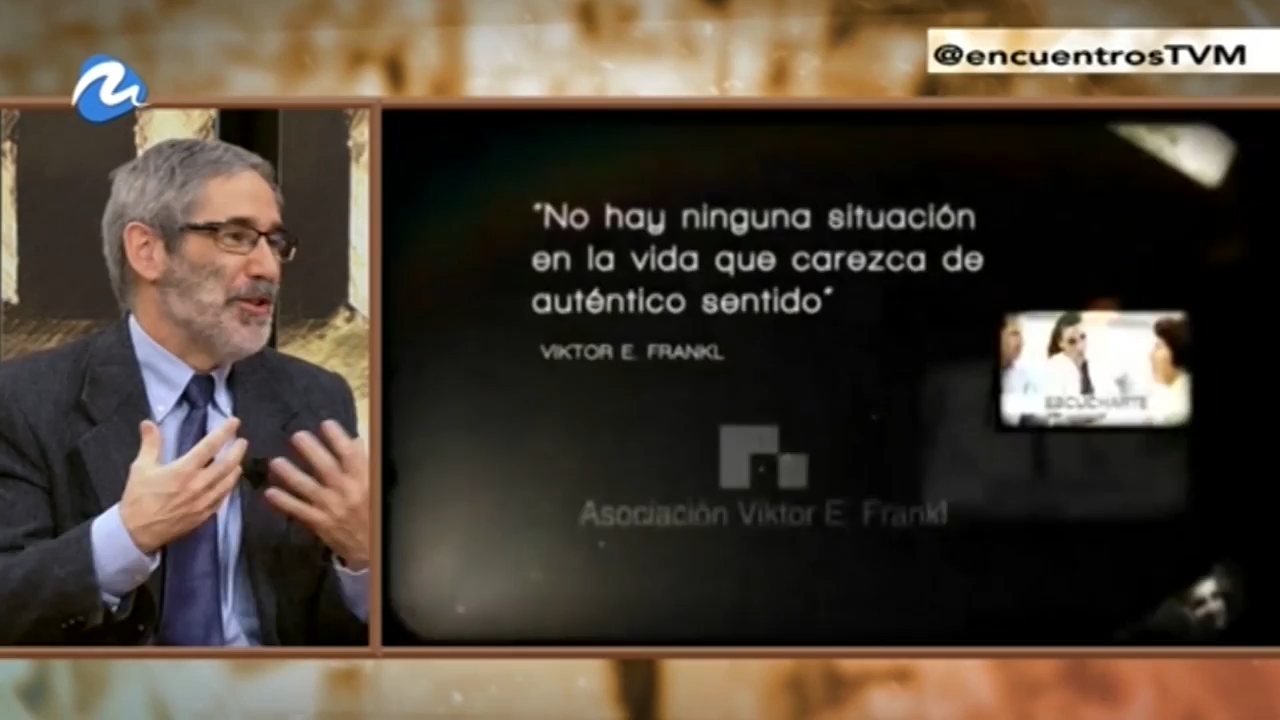 @encuentrosTVM
"No hay ninguna situación
en la vida que carezca de
auténtico sentido"
VIKTOR E. FRANKL
ESCUCHARTE
Asociación Viktor E. Frankl